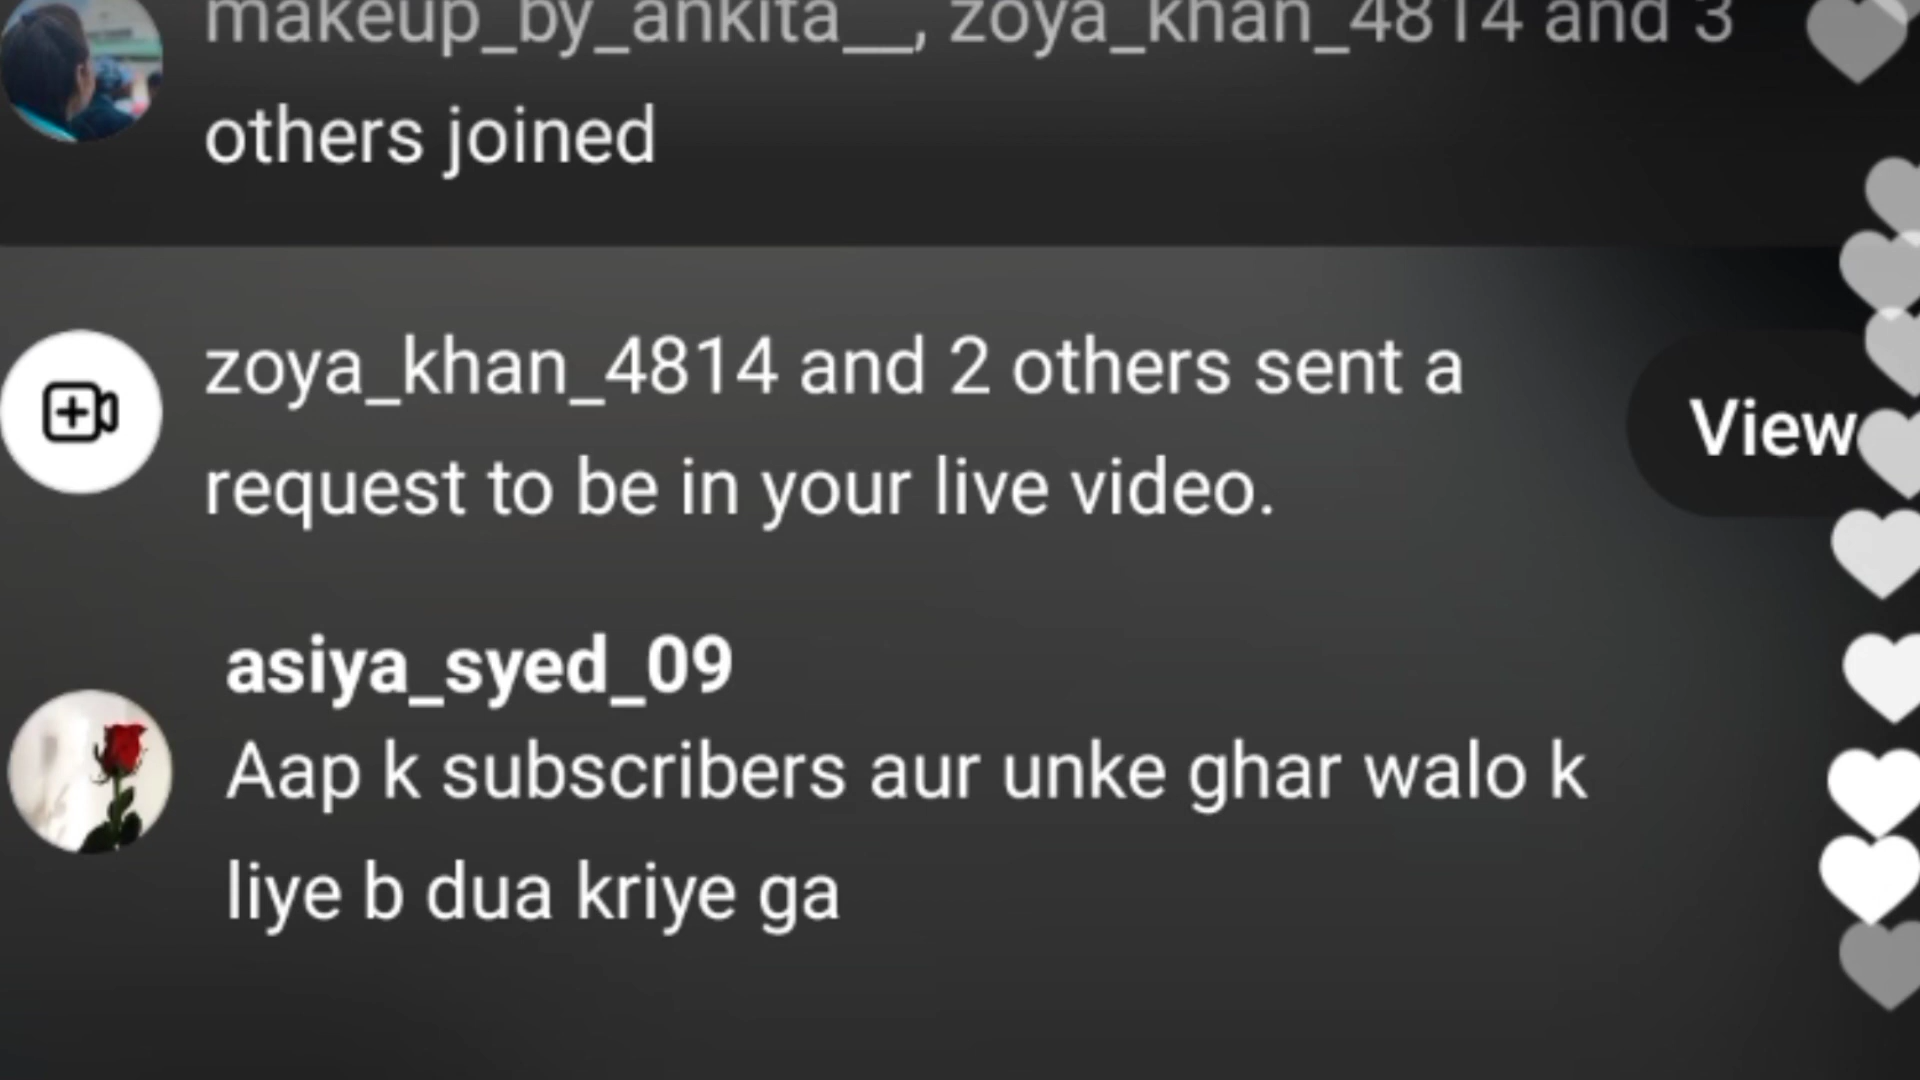 makeup_by_ankita__, zoya_khan_4814 and 3
others joined
zoya_khan_4814 and 2 others sent a
request to be in your live video.
View
asiya_syed_09
Aap k subscribers aur unke ghar walo k
liye b dua kriye ga